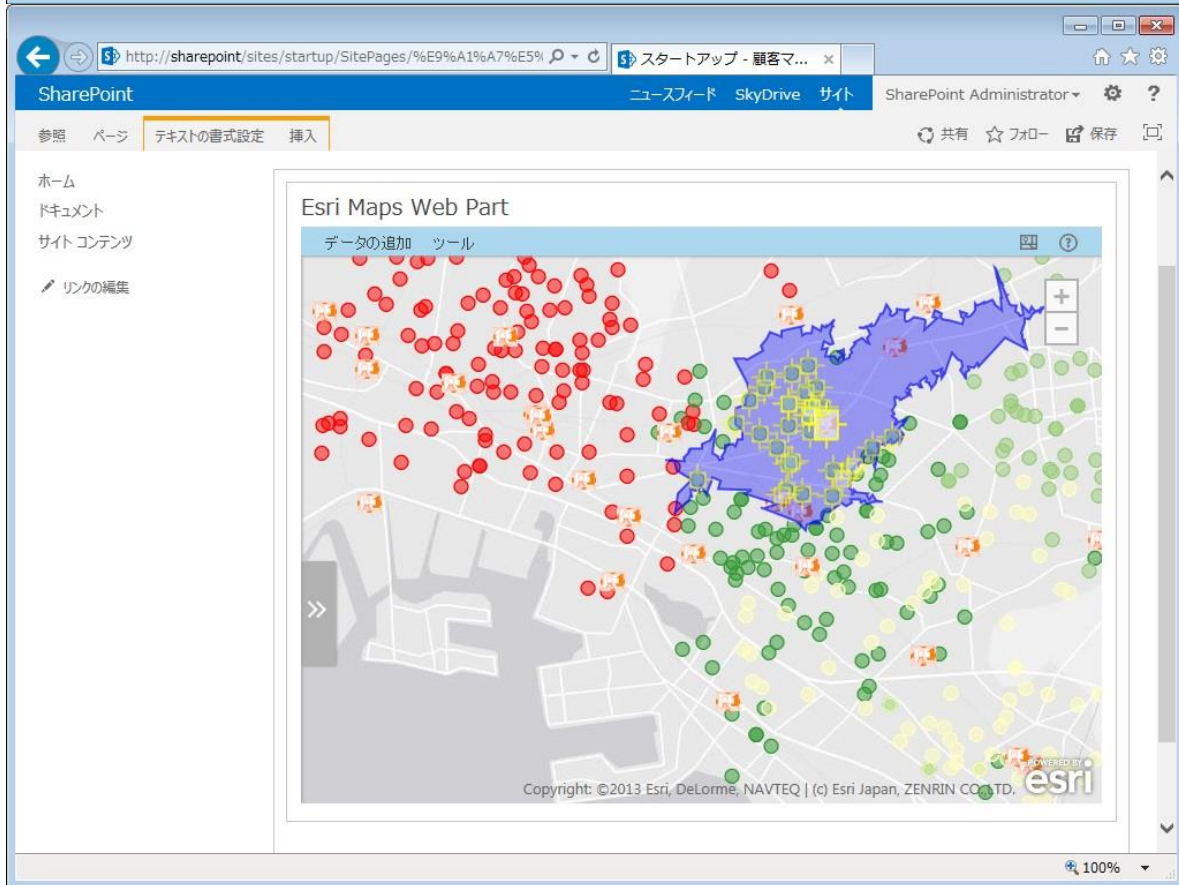 http://sharepoint/sites/startup/SitePages/%E9%A1%A7%E5%
スタートアップ - 顧客マ...
SharePoint
ニュースフィード SkyDrive サイト SharePoint Administrator ?
参照 ページ テキストの書式設定 挿入 共有 フォロー 保存
ホーム
ドキュメント
サイト コンテンツ
リンクの編集
Esri Maps Web Part
データの追加 ツール ?
+
−
»
POWERED BY
esri
Copyright: ©2013 Esri, DeLorme, NAVTEQ | (c) Esri Japan, ZENRIN CO.,LTD.
100%